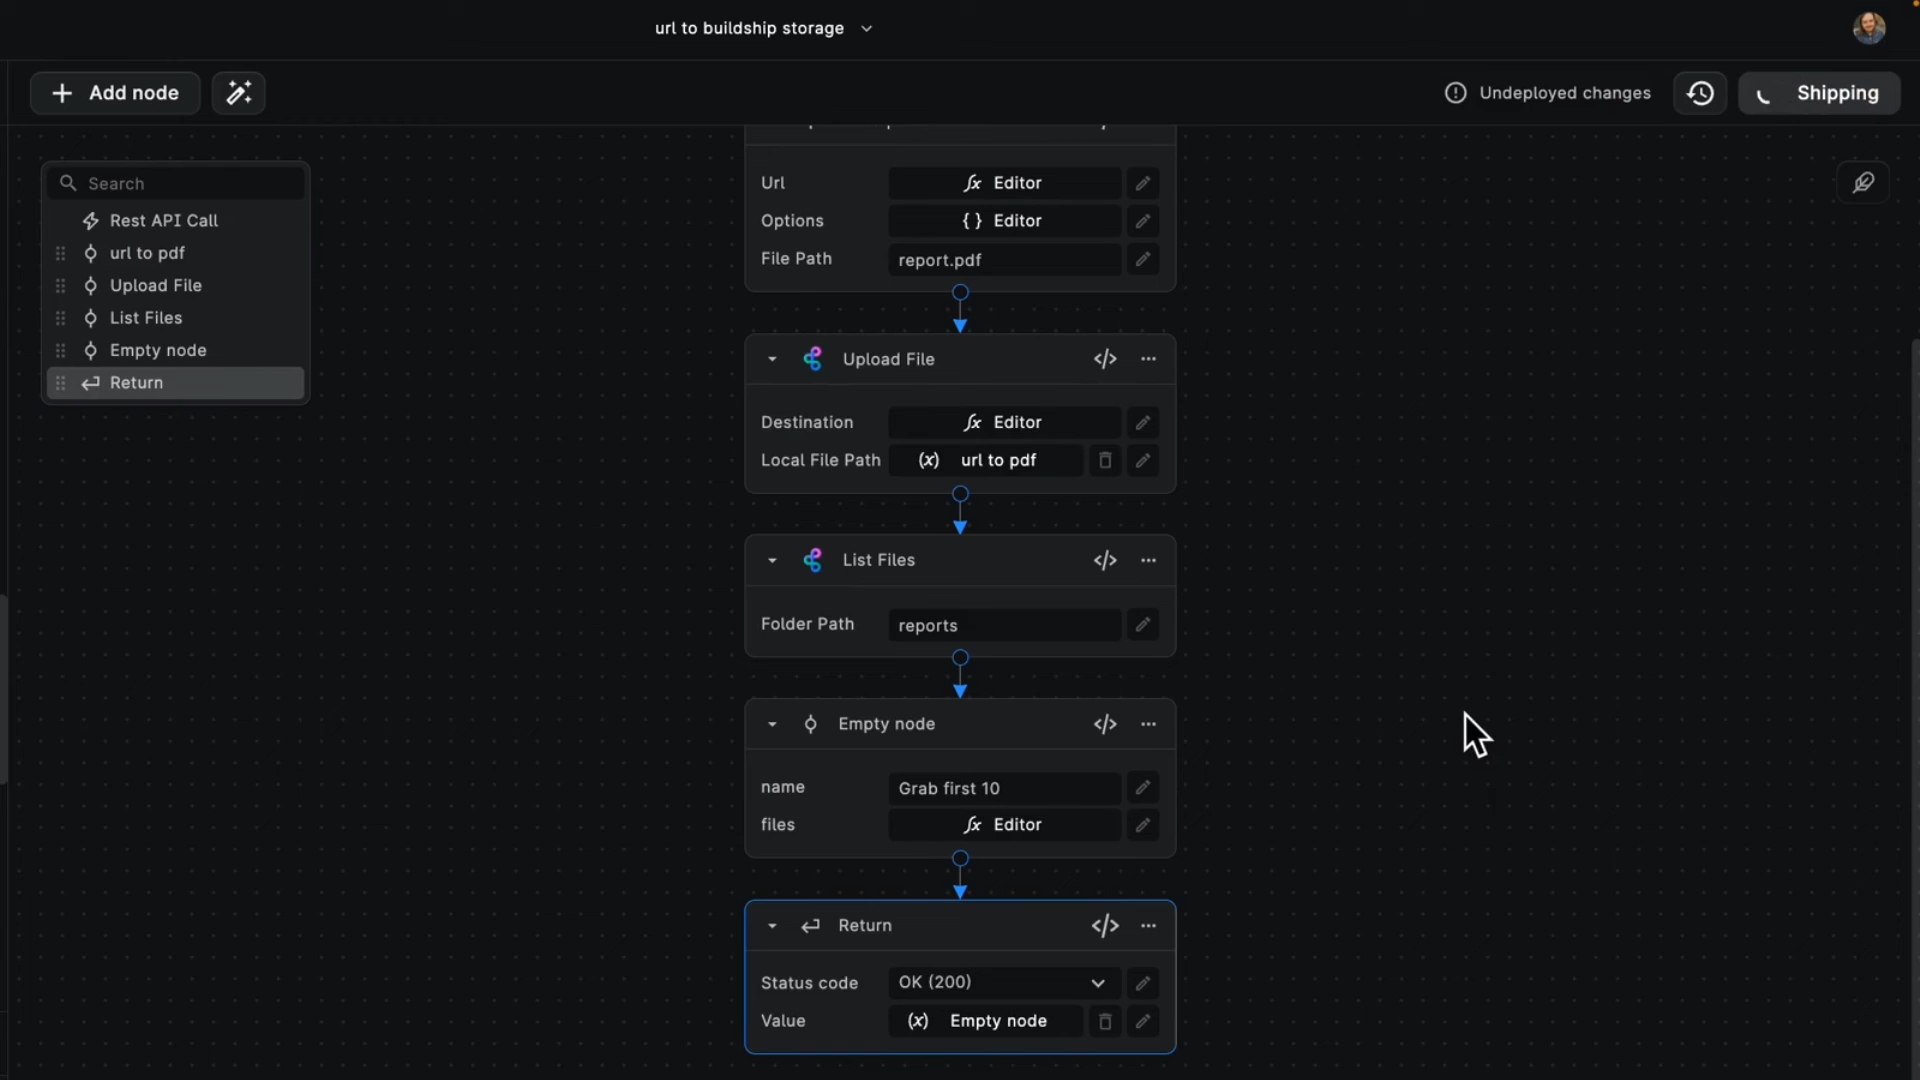 url to buildship storage
Add node
Undeployed changes
Shipping
Search
Rest API Call
url to pdf
Upload File
List Files
Empty node
Return
Url
fx Editor
Options
{ } Editor
File Path
report.pdf
Upload File
Destination
fx Editor
Local File Path
(x) url to pdf
List Files
Folder Path
reports
Empty node
name
Grab first 10
files
fx Editor
Return
Status code
OK (200)
Value
(x) Empty node